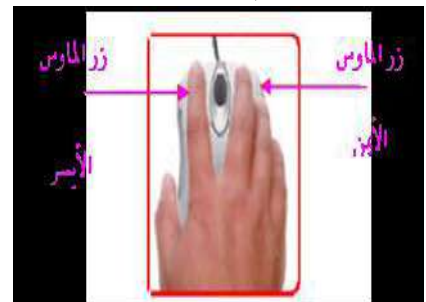 زر الماوس
الأيمن
زر الماوس
الأيسر